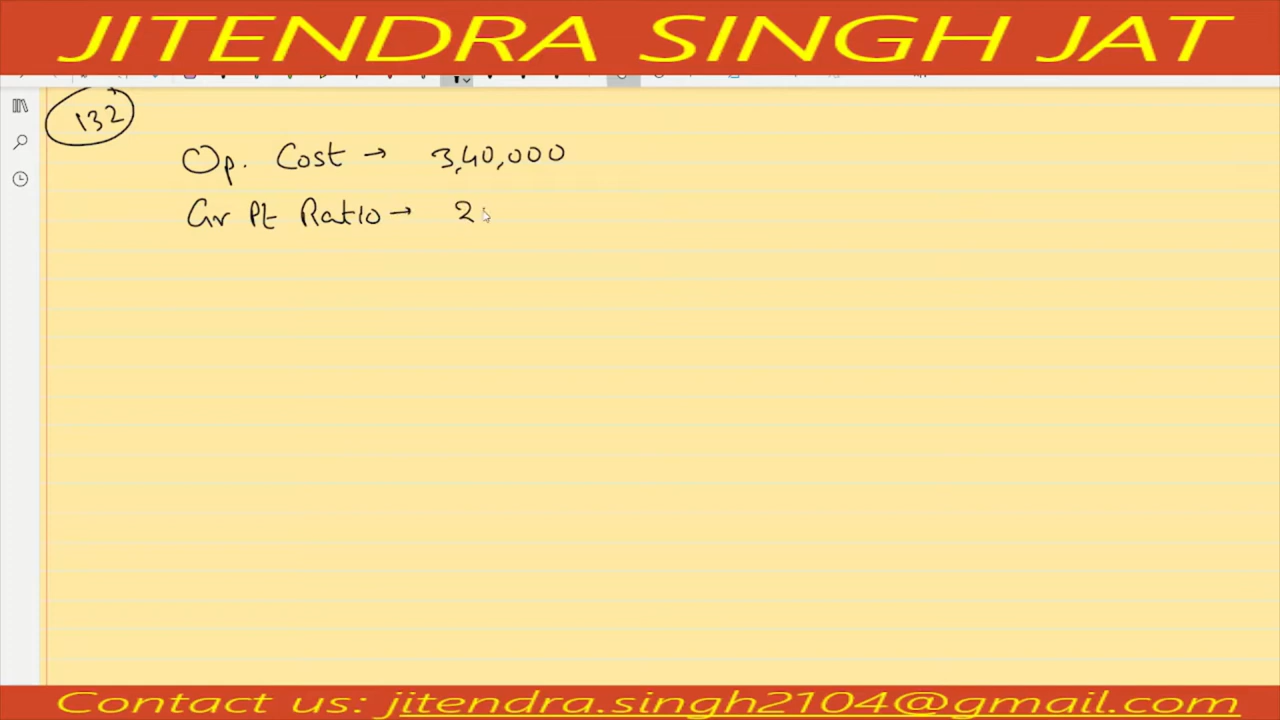 JITENDRA SINGH JAT
132
Op. Cost → 3,40,000
Gr Pt Ratio → 2
Contact us: jitendra.singh2104@gmail.com